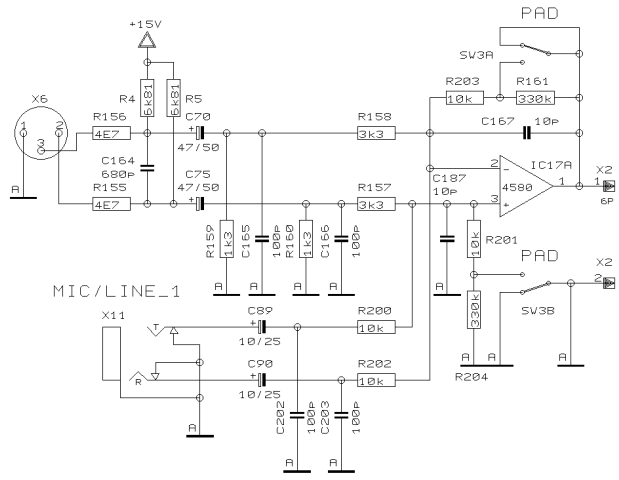 PAD
+15V
SW3A
X6
R4
6k81
6k81
R5
R203
10k
R161
330k
R156
4E7
C70
+
47/50
R158
3k3
C167
10p
1
2
3
C164
680p
A
R155
4E7
C75
+
47/50
R157
3k3
C187
10p
2
-
3
+
4580
IC17A
1
X2
1
6P
R159
1k3
C165
100p
R160
1k3
C166
100p
10k
R201
PAD
X2
2
A
A
A
A
A
330k
SW3B
MIC/LINE_1
X11
T
C89
+
10/25
R200
10k
R204
A
A
A
R
C90
+
10/25
R202
10k
A
C202
100p
C203
100p
A
A